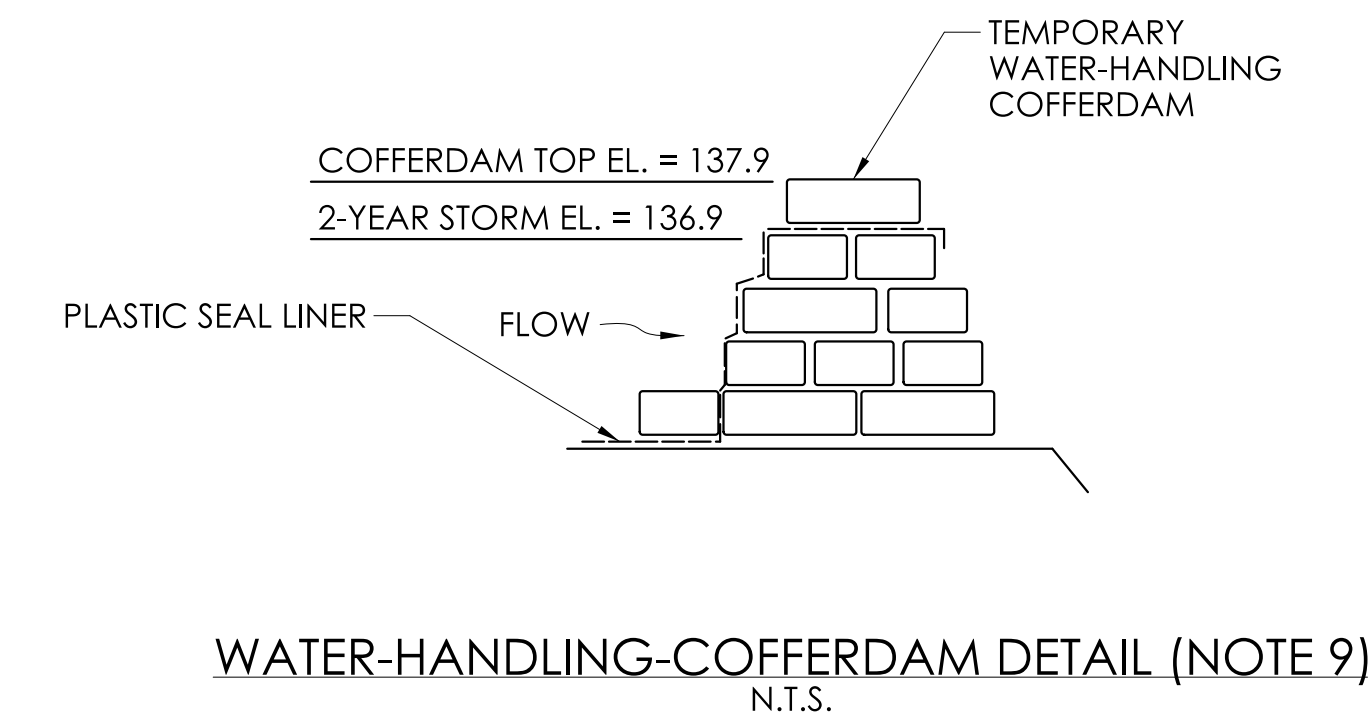 TEMPORARY
WATER-HANDLING
COFFERDAM
COFFERDAM TOP EL. = 137.9
2-YEAR STORM EL. = 136.9
PLASTIC SEAL LINER
FLOW
WATER-HANDLING-COFFERDAM DETAIL (NOTE 9)
N.T.S.